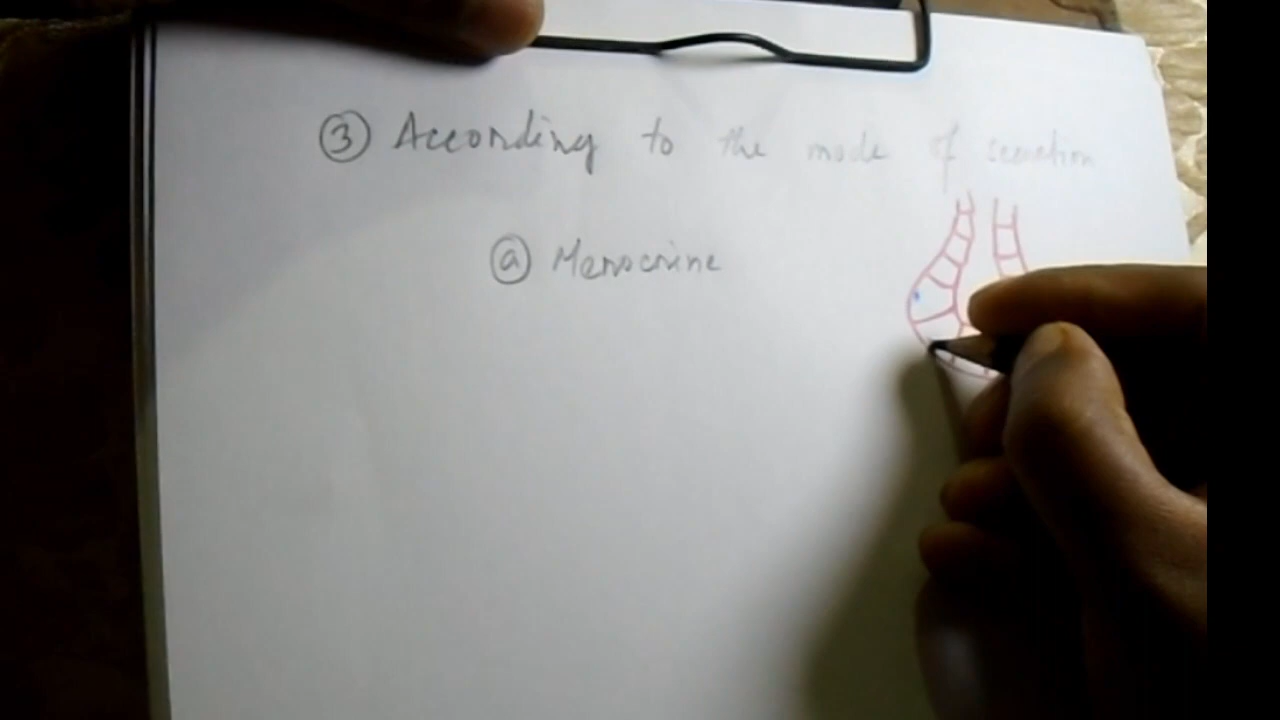 ③ According to the mode of secretion
ⓐ Merocrine